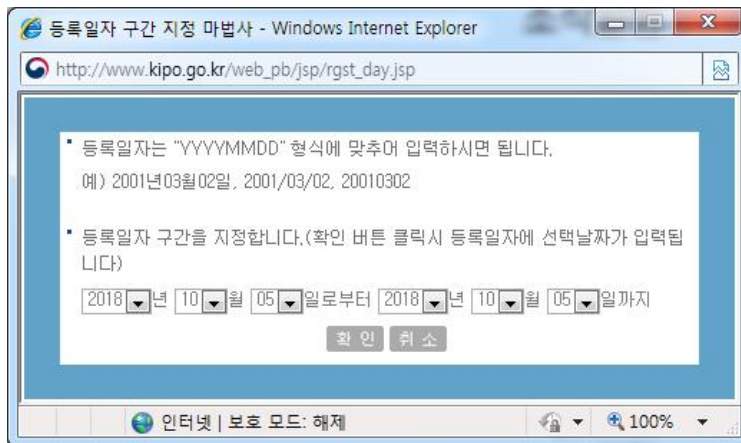 등록일자 구간 지정 마법사 - Windows Internet Explorer
http://www.kipo.go.kr/web_pb/jsp/rgst_day.jsp
등록일자는 "YYYYMMDD" 형식에 맞추어 입력하시면 됩니다.
예) 2001년03월02일, 2001/03/02, 20010302
등록일자 구간을 지정합니다.(확인 버튼 클릭시 등록일자에 선택날짜가 입력됩
니다)
2018 년 10 월 05 일로부터 2018 년 10 월 05 일까지
확 인 취 소
인터넷 | 보호 모드: 해제 100%